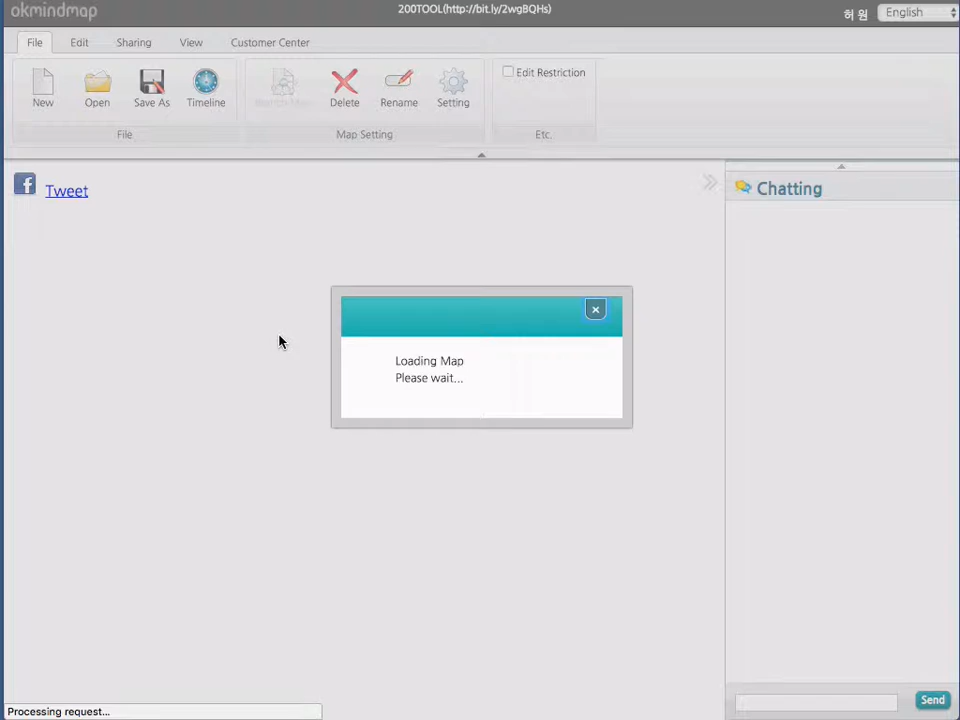 okmindmap
200TOOL(http://bit.ly/2wgBQHs)
허 원
English
File Edit Sharing View Customer Center
New Open Save As Timeline Delete Rename Setting
Edit Restriction
File Map Setting Etc.
Tweet
Chatting
Loading Map
Please wait...
Send
Processing request...